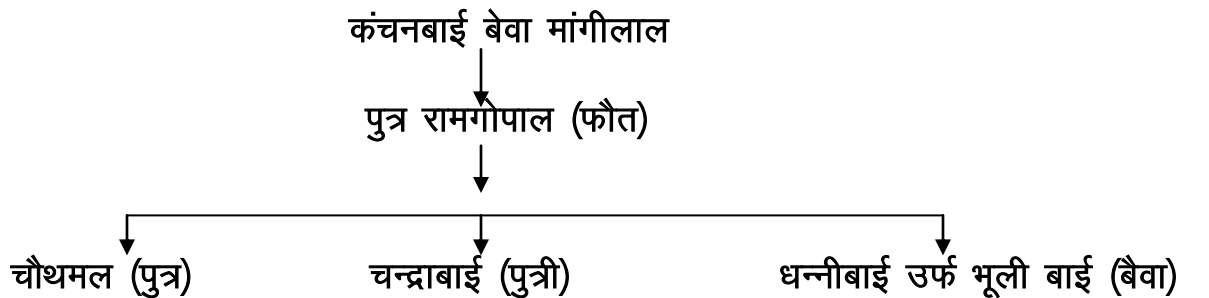 कंचनबाई बेवा मांगीलाल
पुत्र रामगोपाल (फौत)
चौथमल (पुत्र) चन्द्राबाई (पुत्री) धन्नीबाई उर्फ भूली बाई (बैवा)